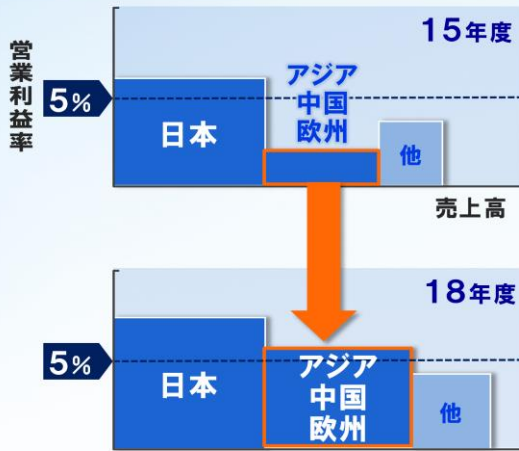 営業利益率
15年度
5%
日本
アジア
中国
欧州
他
売上高
18年度
5%
日本
アジア
中国
欧州
他